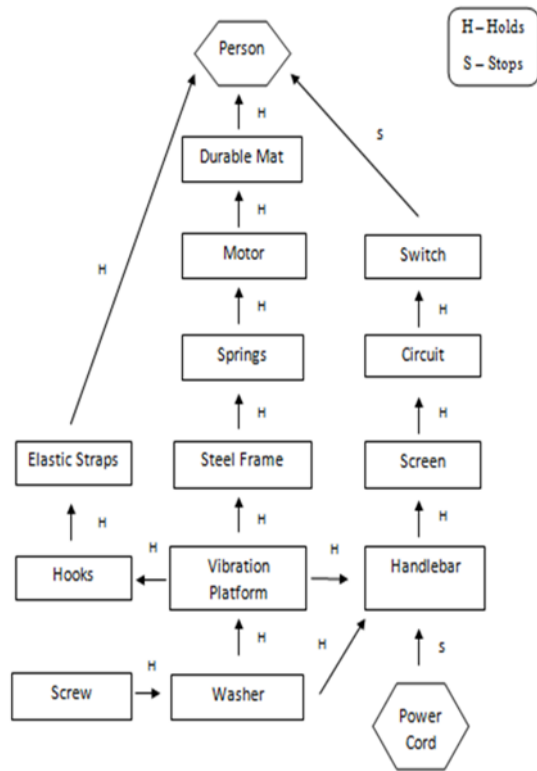 Person
H – Holds
S – Stops
H
S
Durable Mat
H
H
Motor
Switch
H
H
Springs
Circuit
H
H
Elastic Straps
Steel Frame
Screen
H
H
H
Hooks
H
Vibration
Platform
H
Handlebar
H
H
S
Screw
H
Washer
Power
Cord